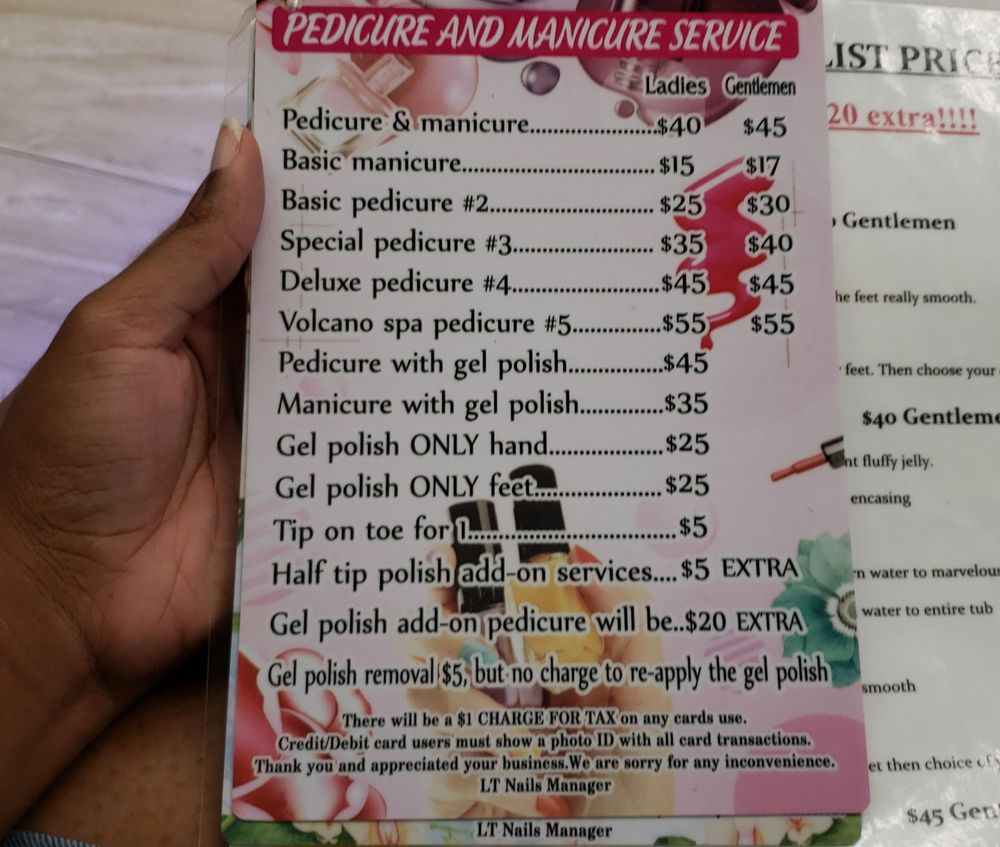 PEDICURE AND MANICURE SERVICE
Ladies Gentlemen
Pedicure & manicure......................$40 $45
Basic manicure................................ $15 $17
Basic pedicure #2........................... $25 $30
Special pedicure #3........................ $35 $40
Deluxe pedicure #4.........................$45 $45
Volcano spa pedicure #5...............$55 $55
Pedicure with gel polish................$45
Manicure with gel polish..............$35
Gel polish ONLY hand...................$25
Gel polish ONLY feet..................... $25
Tip on toe for 1...................................$5
Half tip polish add-on services.... $5 EXTRA
Gel polish add-on pedicure will be..$20 EXTRA
Gel polish removal $5, but no charge to re-apply the gel polish
There will be a $1 CHARGE FOR TAX on any cards use.
Credit/Debit card users must show a photo ID with all card transactions.
Thank you and appreciated your business.We are sorry for any inconvenience.
LT Nails Manager
LT Nails Manager
LIST PRICE
20 extra!!!!
Gentlemen
he feet really smooth.
feet. Then choose your
$40 Gentleme
nt fluffy jelly.
encasing
n water to marvelous
water to entire tub
smooth
et then choice of
$45 Gen